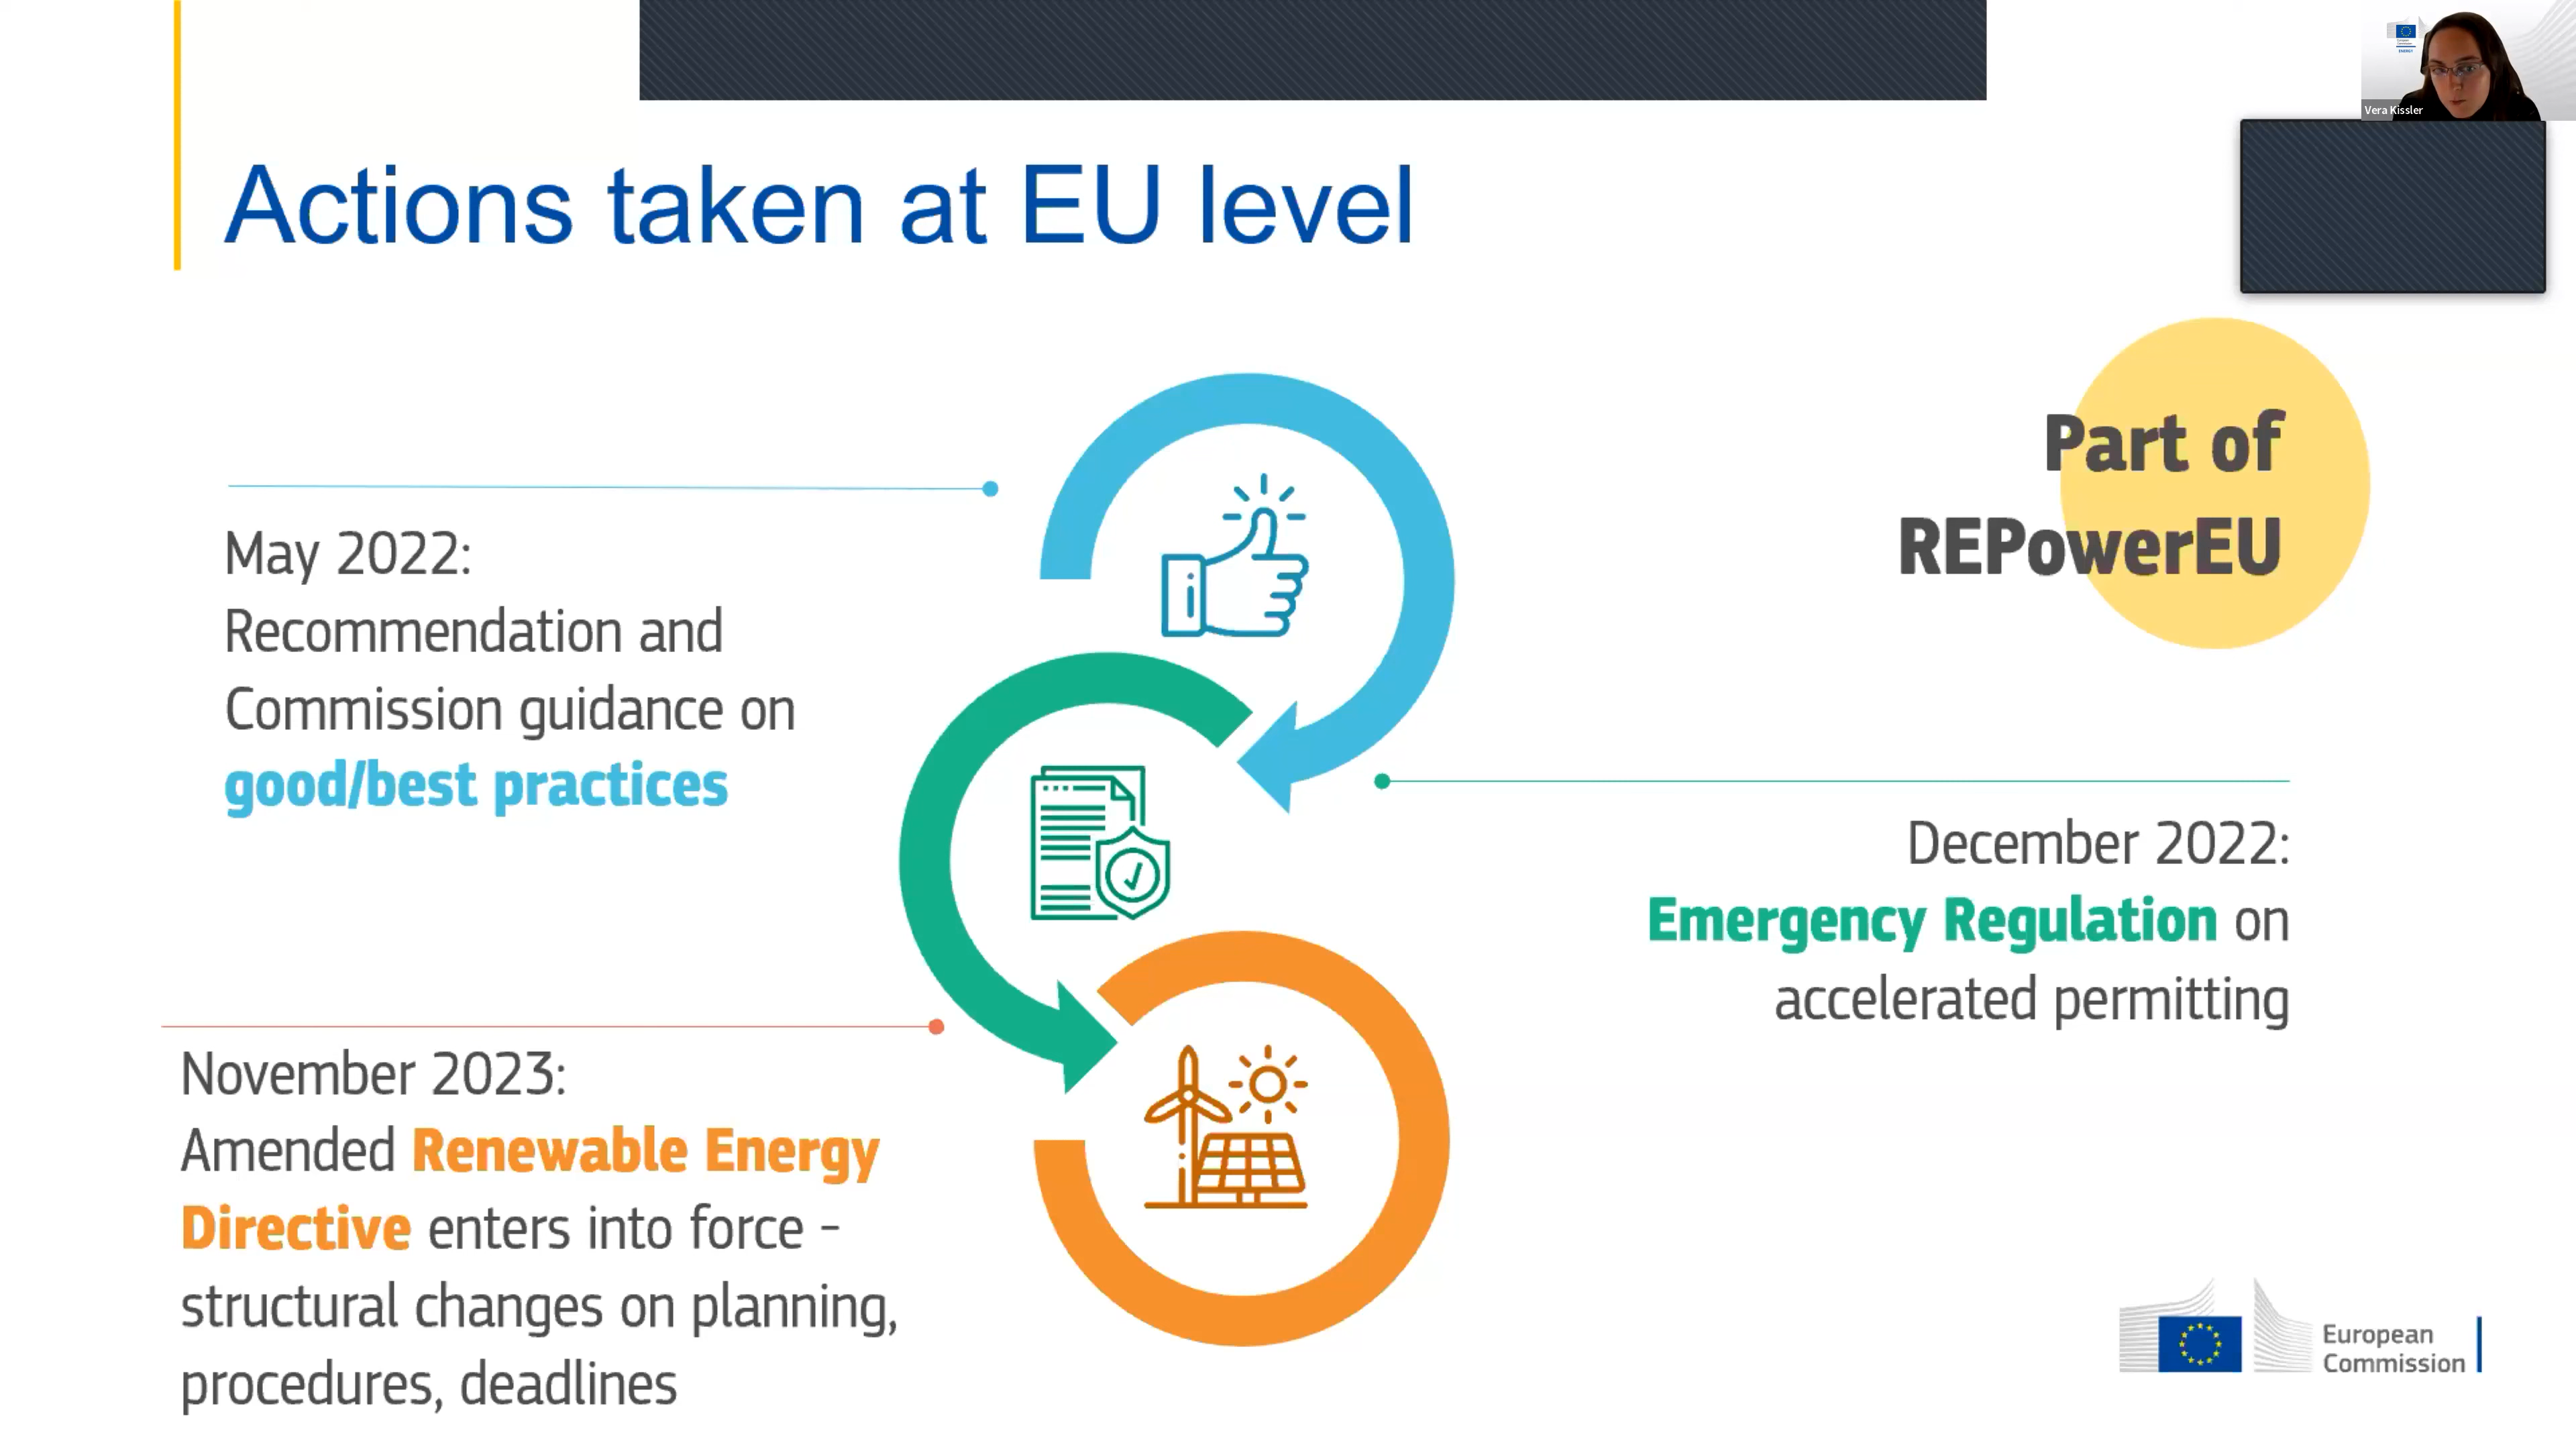 Vera Kissler
Actions taken at EU level
Part of
REPowerEU
May 2022:
Recommendation and
Commission guidance on
good/best practices
December 2022:
Emergency Regulation on
accelerated permitting
November 2023:
Amended Renewable Energy
Directive enters into force -
structural changes on planning,
procedures, deadlines
European
Commission